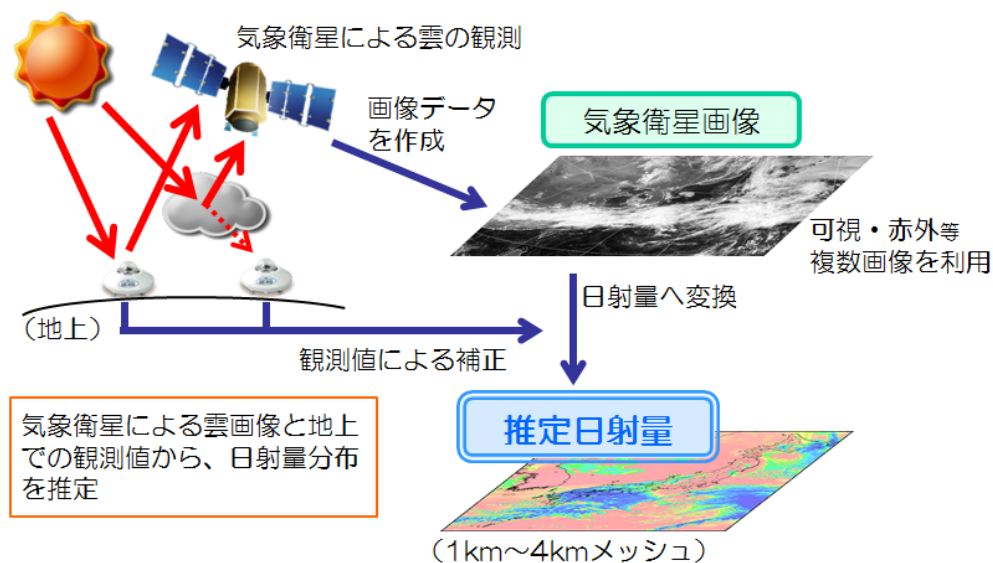 気象衛星による雲の観測
画像データ
を作成
気象衛星画像
可視・赤外等
複数画像を利用
日射量へ変換
(地上)
観測値による補正
気象衛星による雲画像と地上
での観測値から、日射量分布
を推定
推定日射量
(1km~4kmメッシュ)